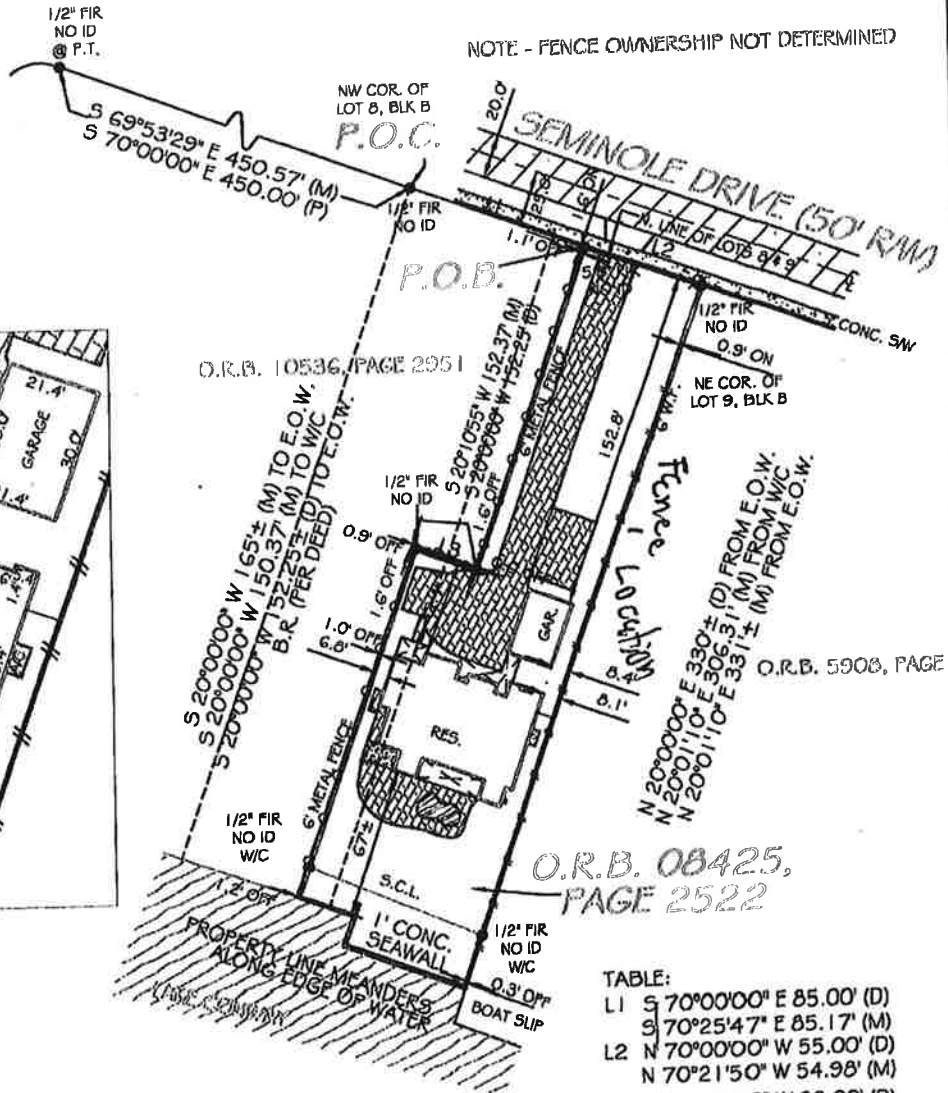 1/2" FIR
NO ID
@ P.T.
NOTE - FENCE OWNERSHIP NOT DETERMINED
NW COR. OF
LOT 8, BLK B
P.O.C.
S 69°53'29" E 450.57' (M)
S 70°00'00" E 450.00' (P)
20.0'
SEMINOLE DRIVE (50' R/W)
1/2" FIR
NO ID
25.0'
N. LINE OF LOTS 8 & 9
L2
1.1' OFF
P.O.B.
CONC. S/W
1/2" FIR
NO ID
0.9' ON
NE COR. OF
LOT 9, BLK B
O.R.B. 10536, PAGE 2951
21.4'
GARAGE
30.0'
S 20°10'55" W 152.37' (M)
S 20°00'00" W 152.25' (D)
6' METAL FENCE
1.6' OFF
152.8'
6' W.F.
Fence Location
1/2" FIR
NO ID
0.9' OFF
1.6' OFF
S 20°00'00" W 165'± (M) TO E.O.W.
S 20°00'00" W 150.37' (M) TO W/C
S 20°00'00" W 152.25'± (D) TO E.O.W.
B.R. (PER DEED)
1.0' OFF
6.8'
GAR.
8.4'
8.1'
RES.
N 20°00'00" E 330'± (D) FROM E.O.W.
N 20°01'10" E 306.31' (M) FROM W/C
N 20°01'10" E 331'± (M) FROM E.O.W.
O.R.B. 5908, PAGE
6' METAL FENCE
67'±
1/2" FIR
NO ID
W/C
S.C.L.
O.R.B. 08425,
PAGE 2522
1.2' OFF
1' CONC.
SEAWALL
1/2" FIR
NO ID
W/C
0.3' OFF
BOAT SLIP
PROPERTY LINE MEANDERS
ALONG EDGE OF
WATER
TABLE:
L1 S 70°00'00" E 85.00' (D)
S 70°25'47" E 85.17' (M)
L2 N 70°00'00" W 55.00' (D)
N 70°21'50" W 54.98' (M)